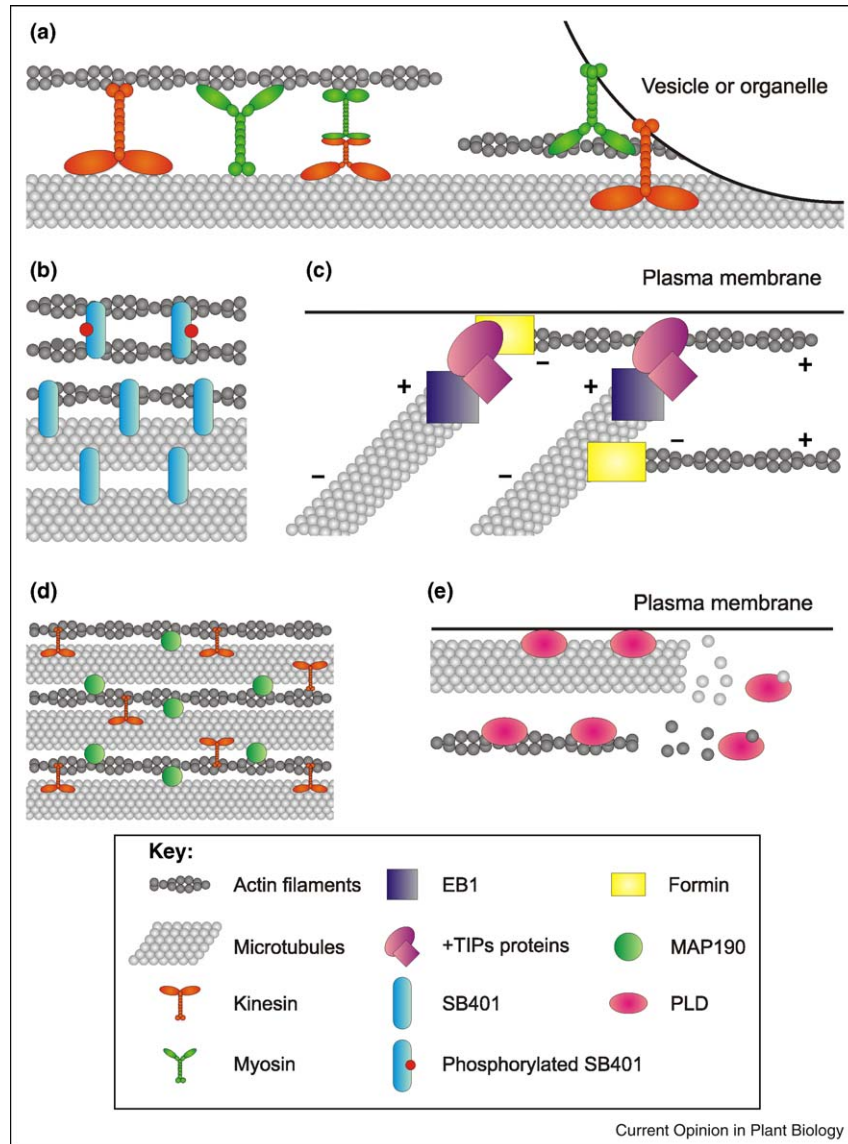 (a)
Vesicle or organelle
(b)
(c)
Plasma membrane
+
−
+
+
−
−
+
−
(d)
(e)
Plasma membrane
Key:
Actin filaments
EB1
Formin
Microtubules
+TIPs proteins
MAP190
Kinesin
SB401
PLD
Myosin
Phosphorylated SB401
Current Opinion in Plant Biology